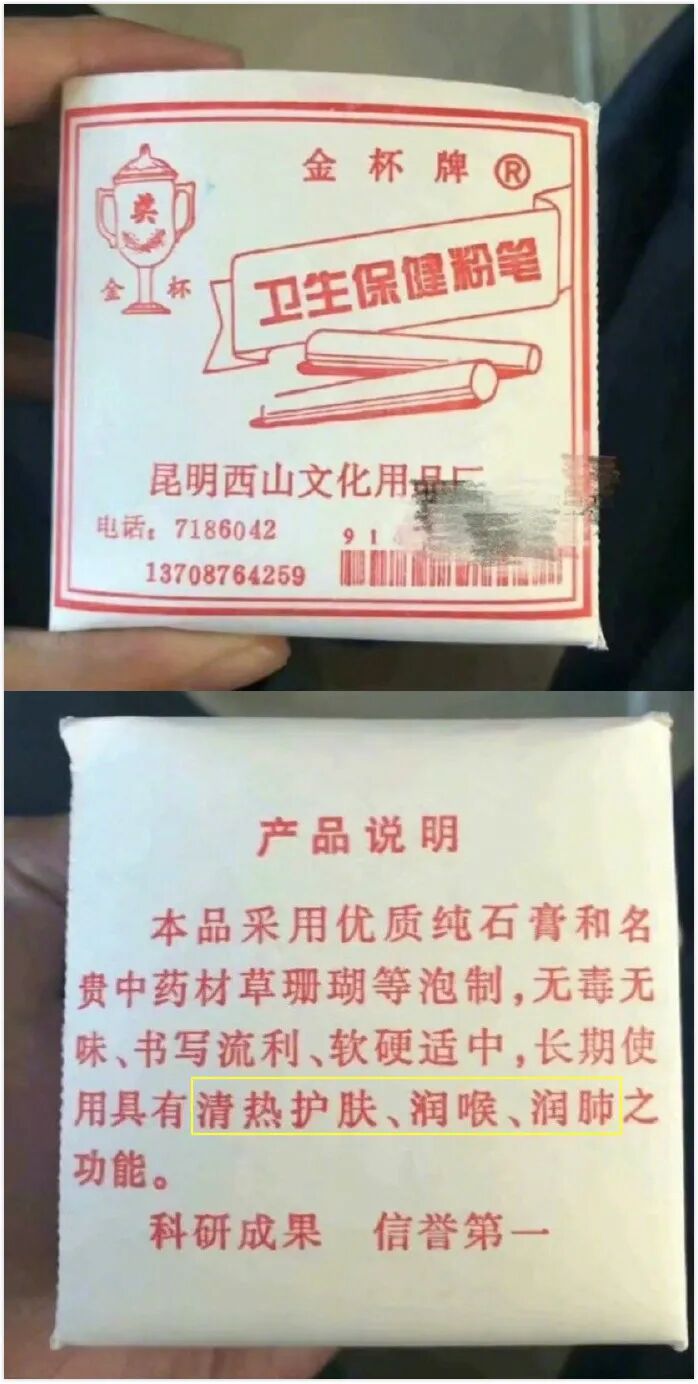 金杯牌®
奖
金杯
卫生保健粉笔
昆明西山文化用品厂
电话：7186042
91
13708764259
产品说明
本品采用优质纯石膏和名
贵中药材草珊瑚等泡制，无毒无
味、书写流利、软硬适中，长期使
用具有清热护肤、润喉、润肺之
功能。
科研成果 信誉第一